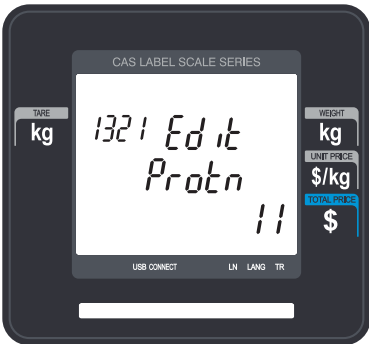 CAS LABEL SCALE SERIES
TARE
kg
1321 Edit
Protn
11
WEIGHT
kg
UNIT PRICE
$/kg
TOTAL PRICE
$
USB CONNECT LN LANG TR